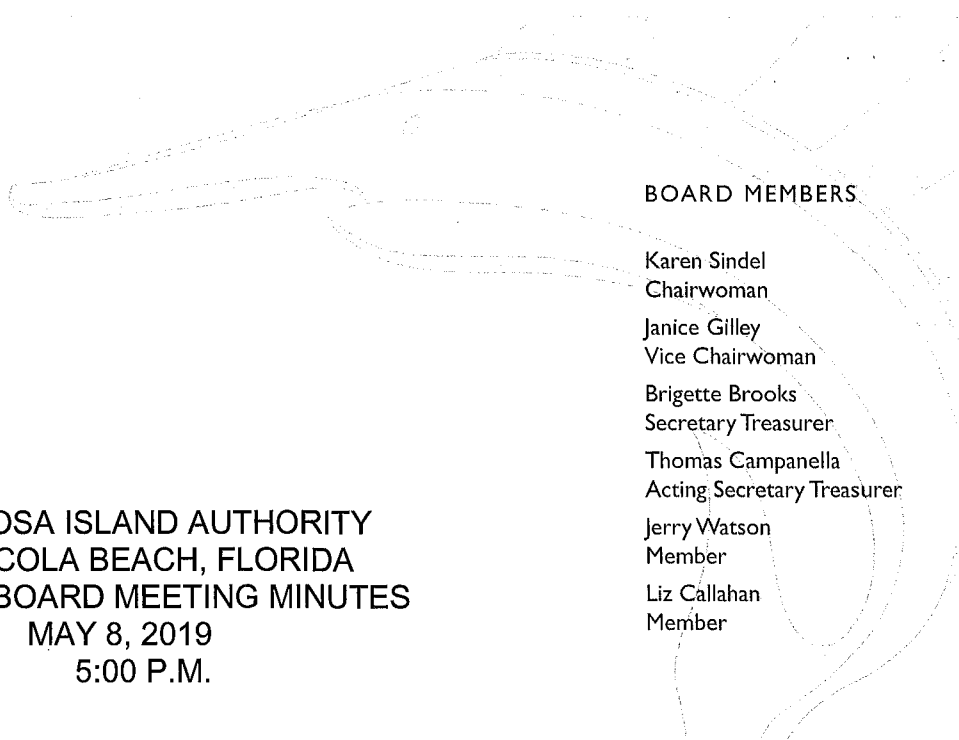 BOARD MEMBERS
Karen Sindel
Chairwoman
Janice Gilley
Vice Chairwoman
Brigette Brooks
Secretary Treasurer
Thomas Campanella
Acting Secretary Treasurer
Jerry Watson
Member
Liz Callahan
Member
OSA ISLAND AUTHORITY
COLA BEACH, FLORIDA
BOARD MEETING MINUTES
MAY 8, 2019
5:00 P.M.